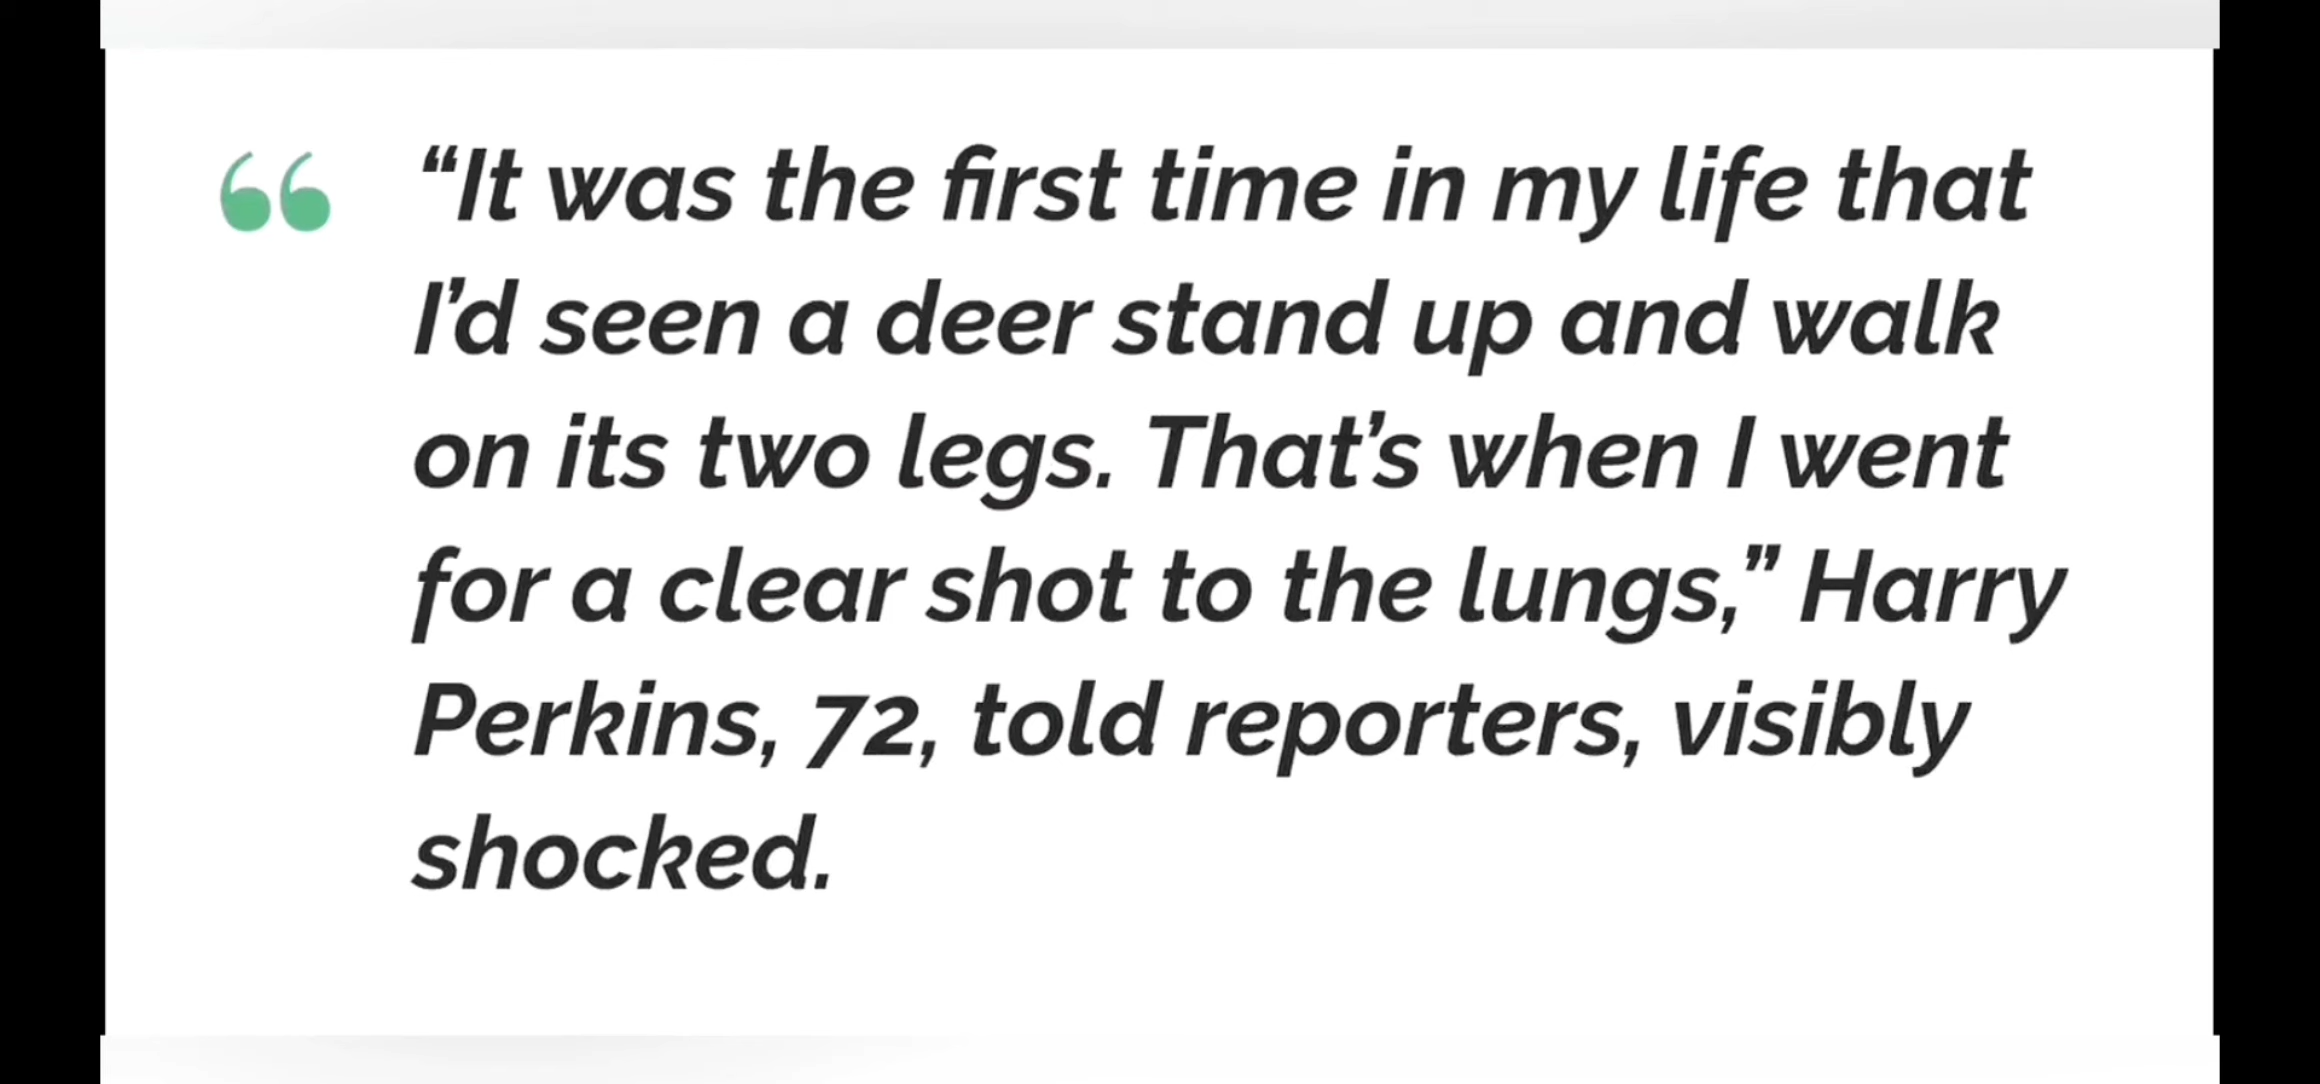 “It was the first time in my life that
I’d seen a deer stand up and walk
on its two legs. That’s when I went
for a clear shot to the lungs,” Harry
Perkins, 72, told reporters, visibly
shocked.